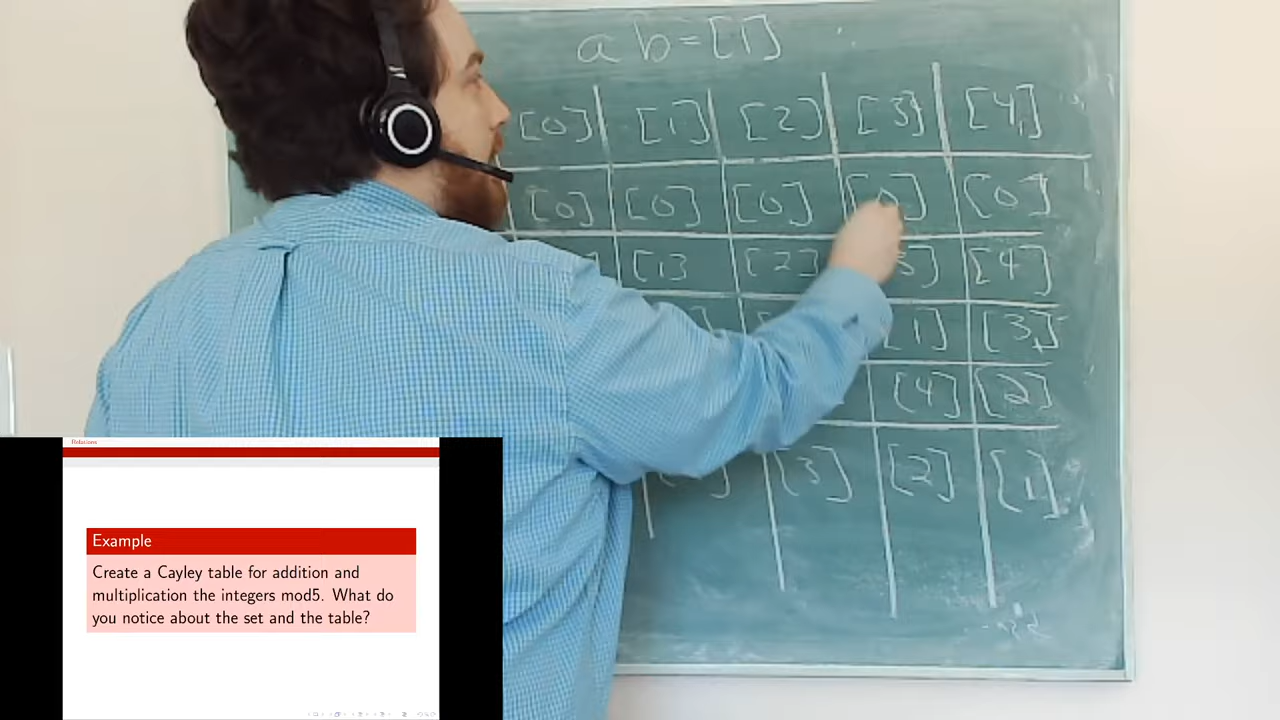 ab=[1]
[0] [1] [2] [3] [4]
[0] [0] [0] [0] [0]
[1] [2] 3] [4]
[1] [3]
[4] [2]
[3] [2] [1]
Relations
Example
Create a Cayley table for addition and
multiplication the integers mod5. What do
you notice about the set and the table?